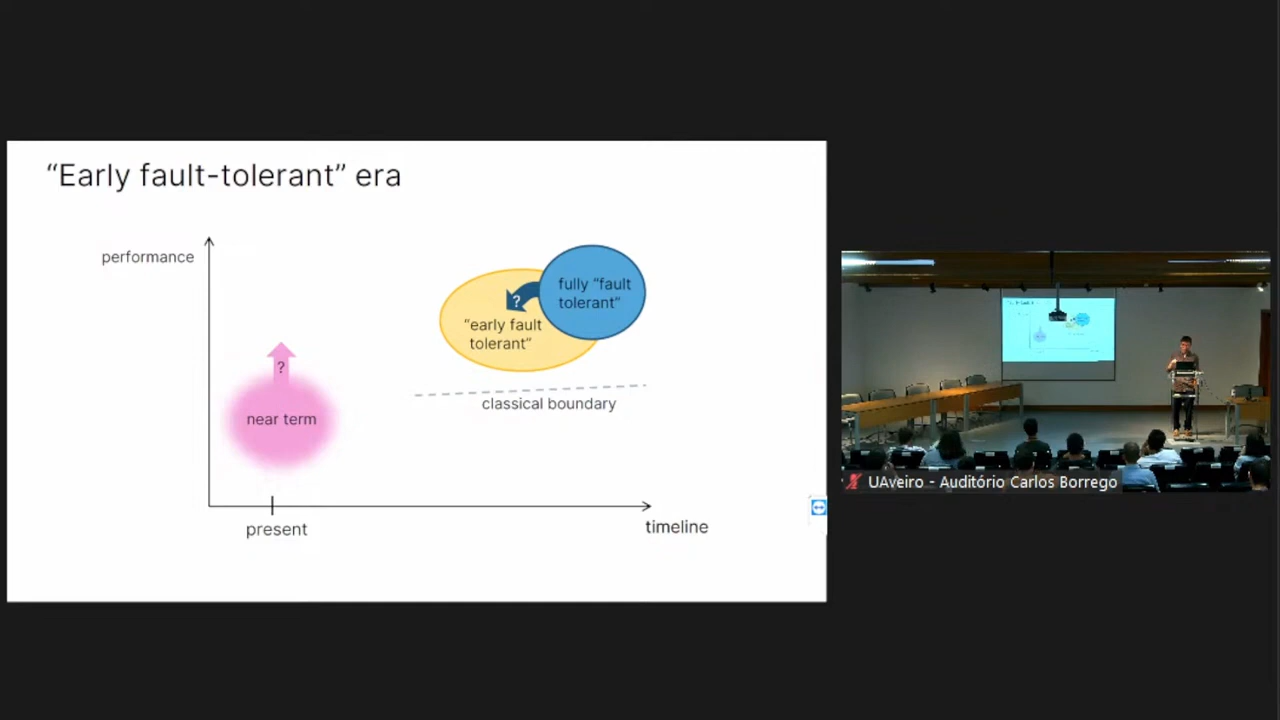 “Early fault-tolerant” era
performance
fully “fault
tolerant”
?
“early fault
tolerant”
?
near term
classical boundary
present
timeline
UAveiro - Auditório Carlos Borrego